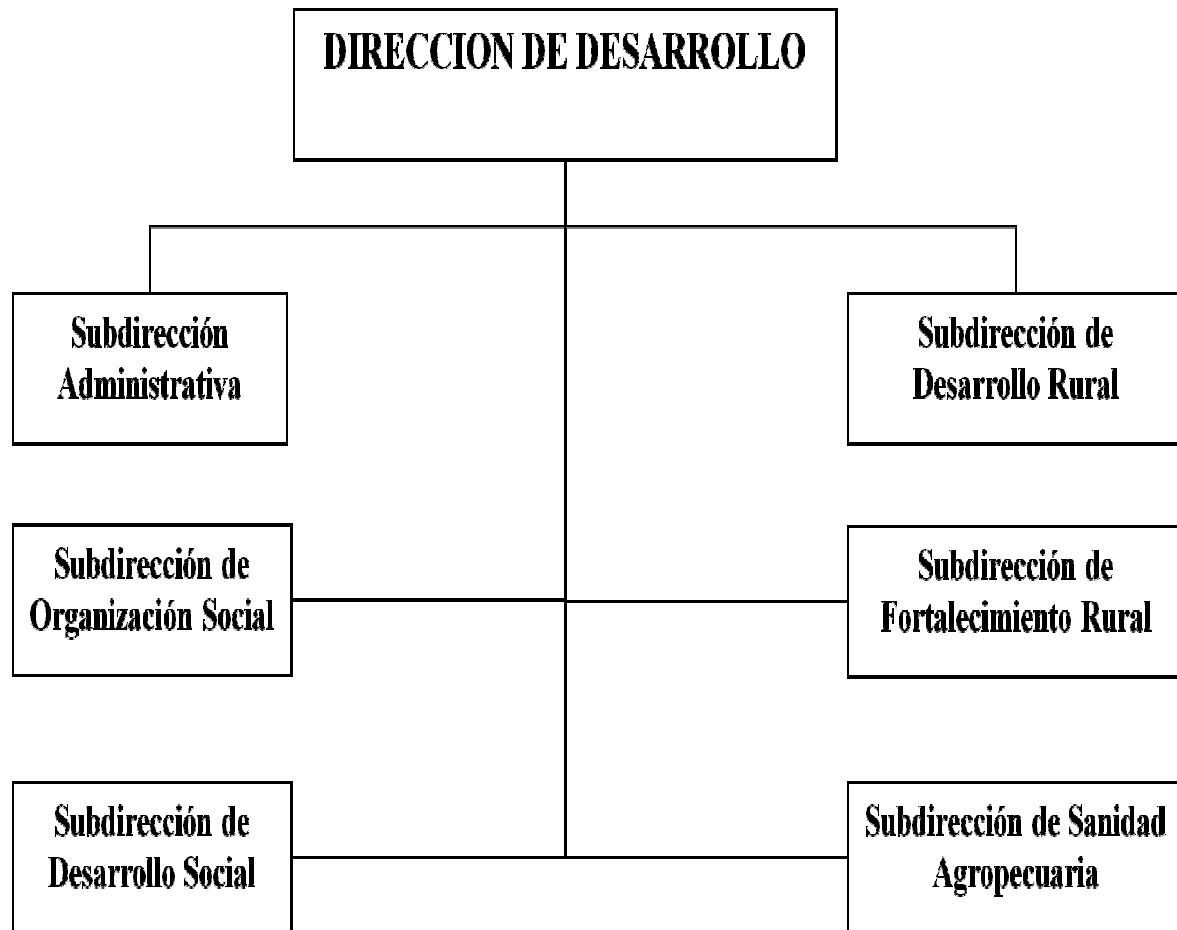 DIRECCION DE DESARROLLO
Subdirección
Administrativa
Subdirección de
Desarrollo Rural
Subdirección de
Organización Social
Subdirección de
Fortalecimiento Rural
Subdirección de
Desarrollo Social
Subdirección de Sanidad
Agropecuaria